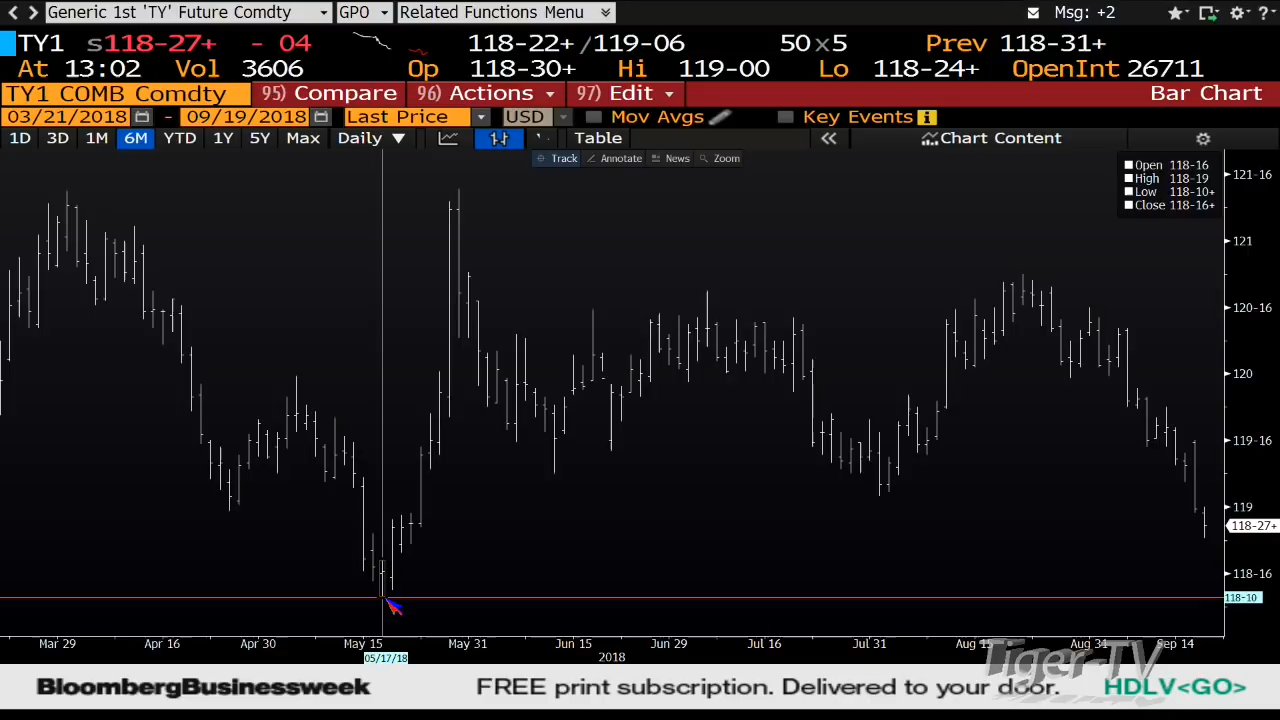 Generic 1st 'TY' Future Comdty GPO Related Functions Menu Msg: +2
TY1 s118-27+ - 04 118-22+ /119-06 50x5 Prev 118-31+
At 13:02 Vol 3606 Op 118-30+ Hi 119-00 Lo 118-24+ OpenInt 26711
TY1 COMB Comdty 95) Compare 96) Actions 97) Edit Bar Chart
03/21/2018 - 09/19/2018 Last Price USD Mov Avgs Key Events
1D 3D 1M 6M YTD 1Y 5Y Max Daily Table Chart Content
Track Annotate News Zoom
Open 118-16
High 118-19
Low 118-10+
Close 118-16+
121-16
121
120-16
120
119-16
119
118-27+
118-16
118-10
Mar 29 Apr 16 Apr 30 May 15 May 31 Jun 15 Jun 29 Jul 16 Jul 31 Aug 15 Aug 31 Sep 14
05/17/18 2018
Tiger-TV
BloombergBusinessweek FREE print subscription. Delivered to your door. HDLV<GO>